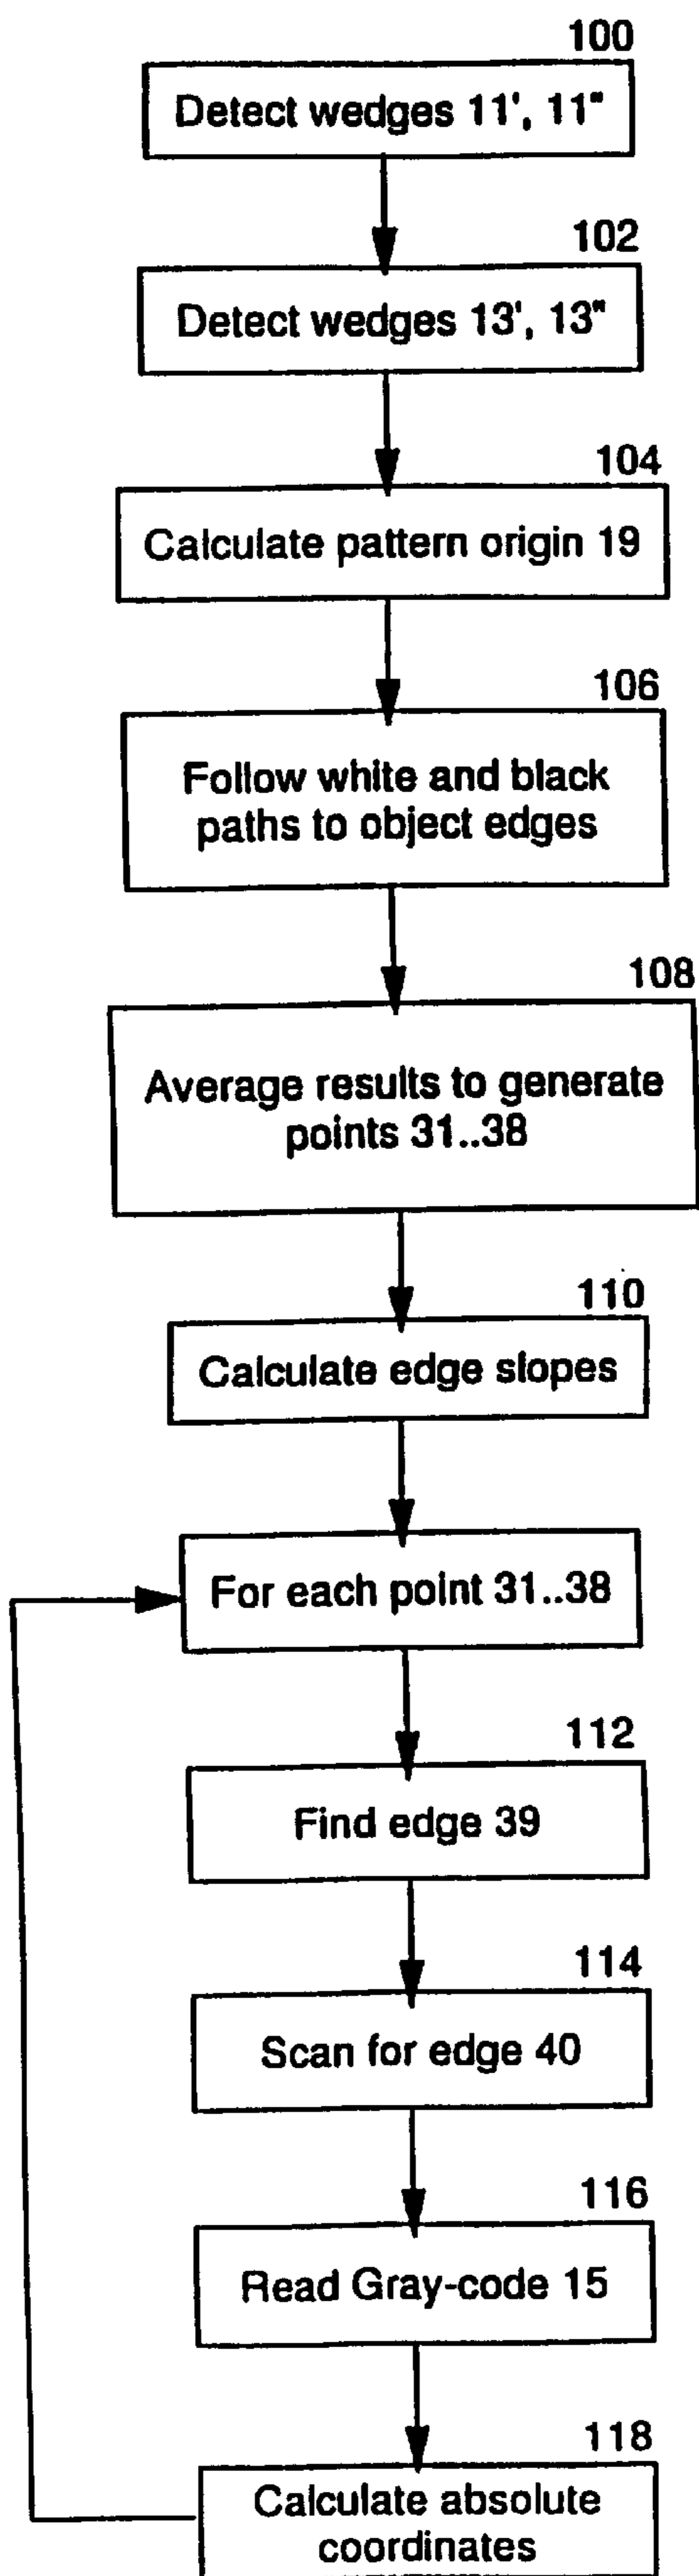 100
Detect wedges 11', 11"
102
Detect wedges 13', 13"
104
Calculate pattern origin 19
106
Follow white and black
paths to object edges
108
Average results to generate
points 31..38
110
Calculate edge slopes
For each point 31..38
112
Find edge 39
114
Scan for edge 40
116
Read Gray-code 15
118
Calculate absolute
coordinates